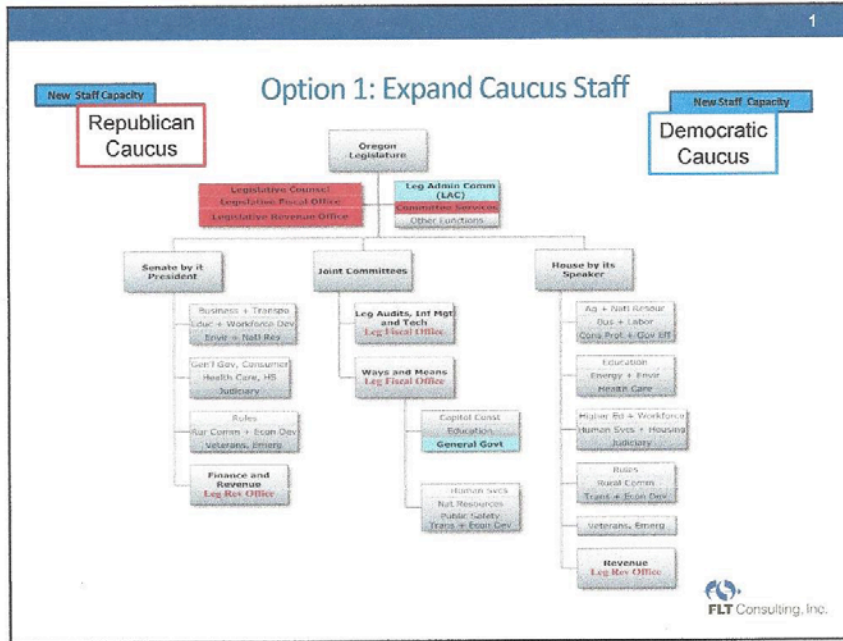 1
Option 1: Expand Caucus Staff
New Staff Capacity
Republican
Caucus
New Staff Capacity
Democratic
Caucus
Oregon
Legislature
Legislative Counsel
Legislative Fiscal Office
Legislative Revenue Office
Leg Admin Comm
(LAC)
Committee Services
Other Functions
Senate by it
President
Joint Committees
House by its
Speaker
Business + Transpo
Educ + Workforce Dev
Envir + Natl Res
Gen'l Gov, Consumer
Health Care, HS
Judiciary
Rules
Rur Comm + Econ Dev
Veterans, Emerg
Finance and
Revenue
Leg Rev Office
Leg Audits, Inf Mgt
and Tech
Leg Fiscal Office
Ways and Means
Leg Fiscal Office
Capitol Const
Education
General Govt
Human Svcs
Nat Resources
Public Safety
Trans + Econ Dev
Ag + Natl Resour
Bus + Labor
Cons Prot + Gov Eff
Education
Energy + Envir
Health Care
Higher Ed + Workforce
Human Svcs + Housing
Judiciary
Rules
Rural Comm
Trans + Econ Dev
Veterans, Emerg
Revenue
Leg Rev Office
FLT Consulting, Inc.